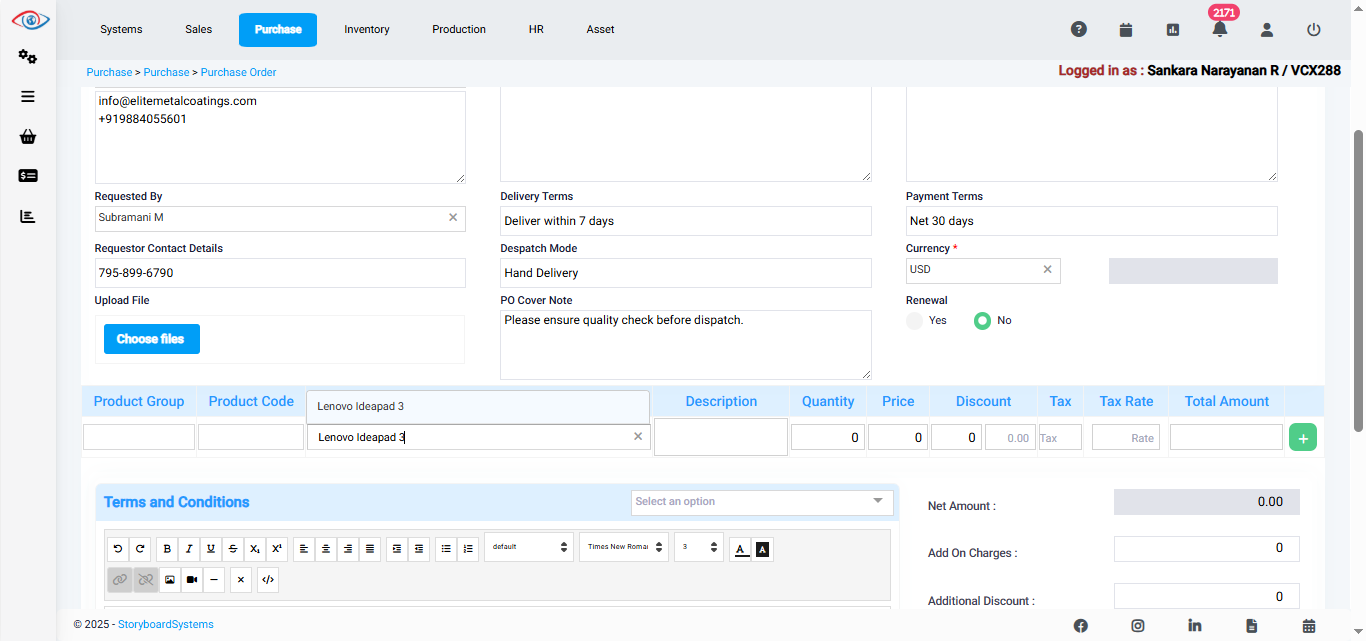 Systems
Sales
Purchase
Inventory
Production
HR
Asset
2171
Purchase > Purchase > Purchase Order
Logged in as : Sankara Narayanan R / VCX288
info@elitemetalcoatings.com
+919884055601
Requested By
Delivery Terms
Payment Terms
Subramani M
Deliver within 7 days
Net 30 days
Requestor Contact Details
Despatch Mode
Currency *
795-899-6790
Hand Delivery
USD
Upload File
PO Cover Note
Renewal
Choose files
Please ensure quality check before dispatch.
Yes
No
Product Group
Product Code
Lenovo Ideapad 3
Description
Quantity
Price
Discount
Tax
Tax Rate
Total Amount
Lenovo Ideapad 3
0
0
0
0.00
Tax
Rate
Terms and Conditions
Select an option
Net Amount :
0.00
default
Times New Roma
3
Add On Charges :
0
Additional Discount :
0
© 2025 - StoryboardSystems